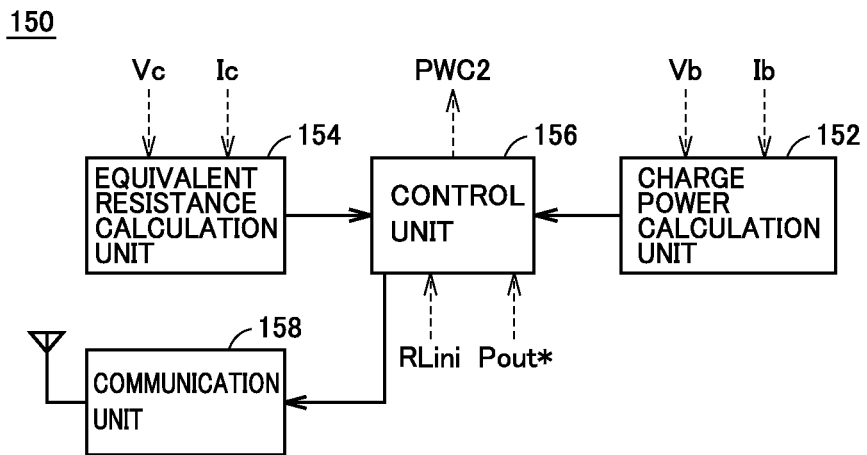 150
Vc Ic PWC2 Vb Ib
154 156 152
EQUIVALENT
RESISTANCE
CALCULATION
UNIT
CONTROL
UNIT
CHARGE
POWER
CALCULATION
UNIT
158
RLini Pout*
COMMUNICATION
UNIT